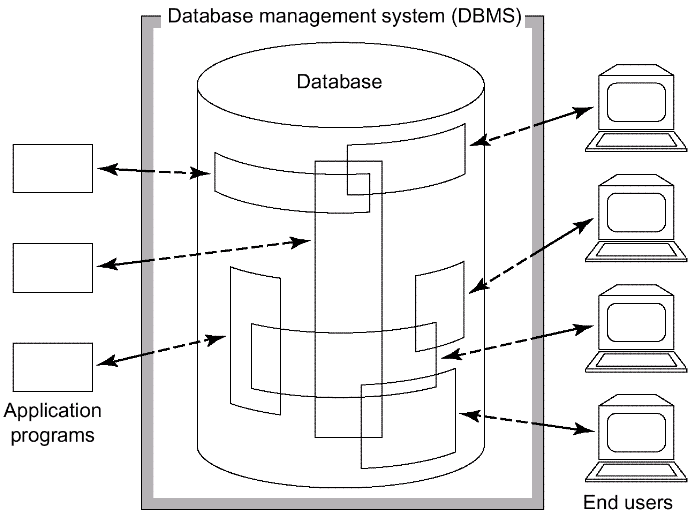 Database management system (DBMS)
Database
Application
programs
End users